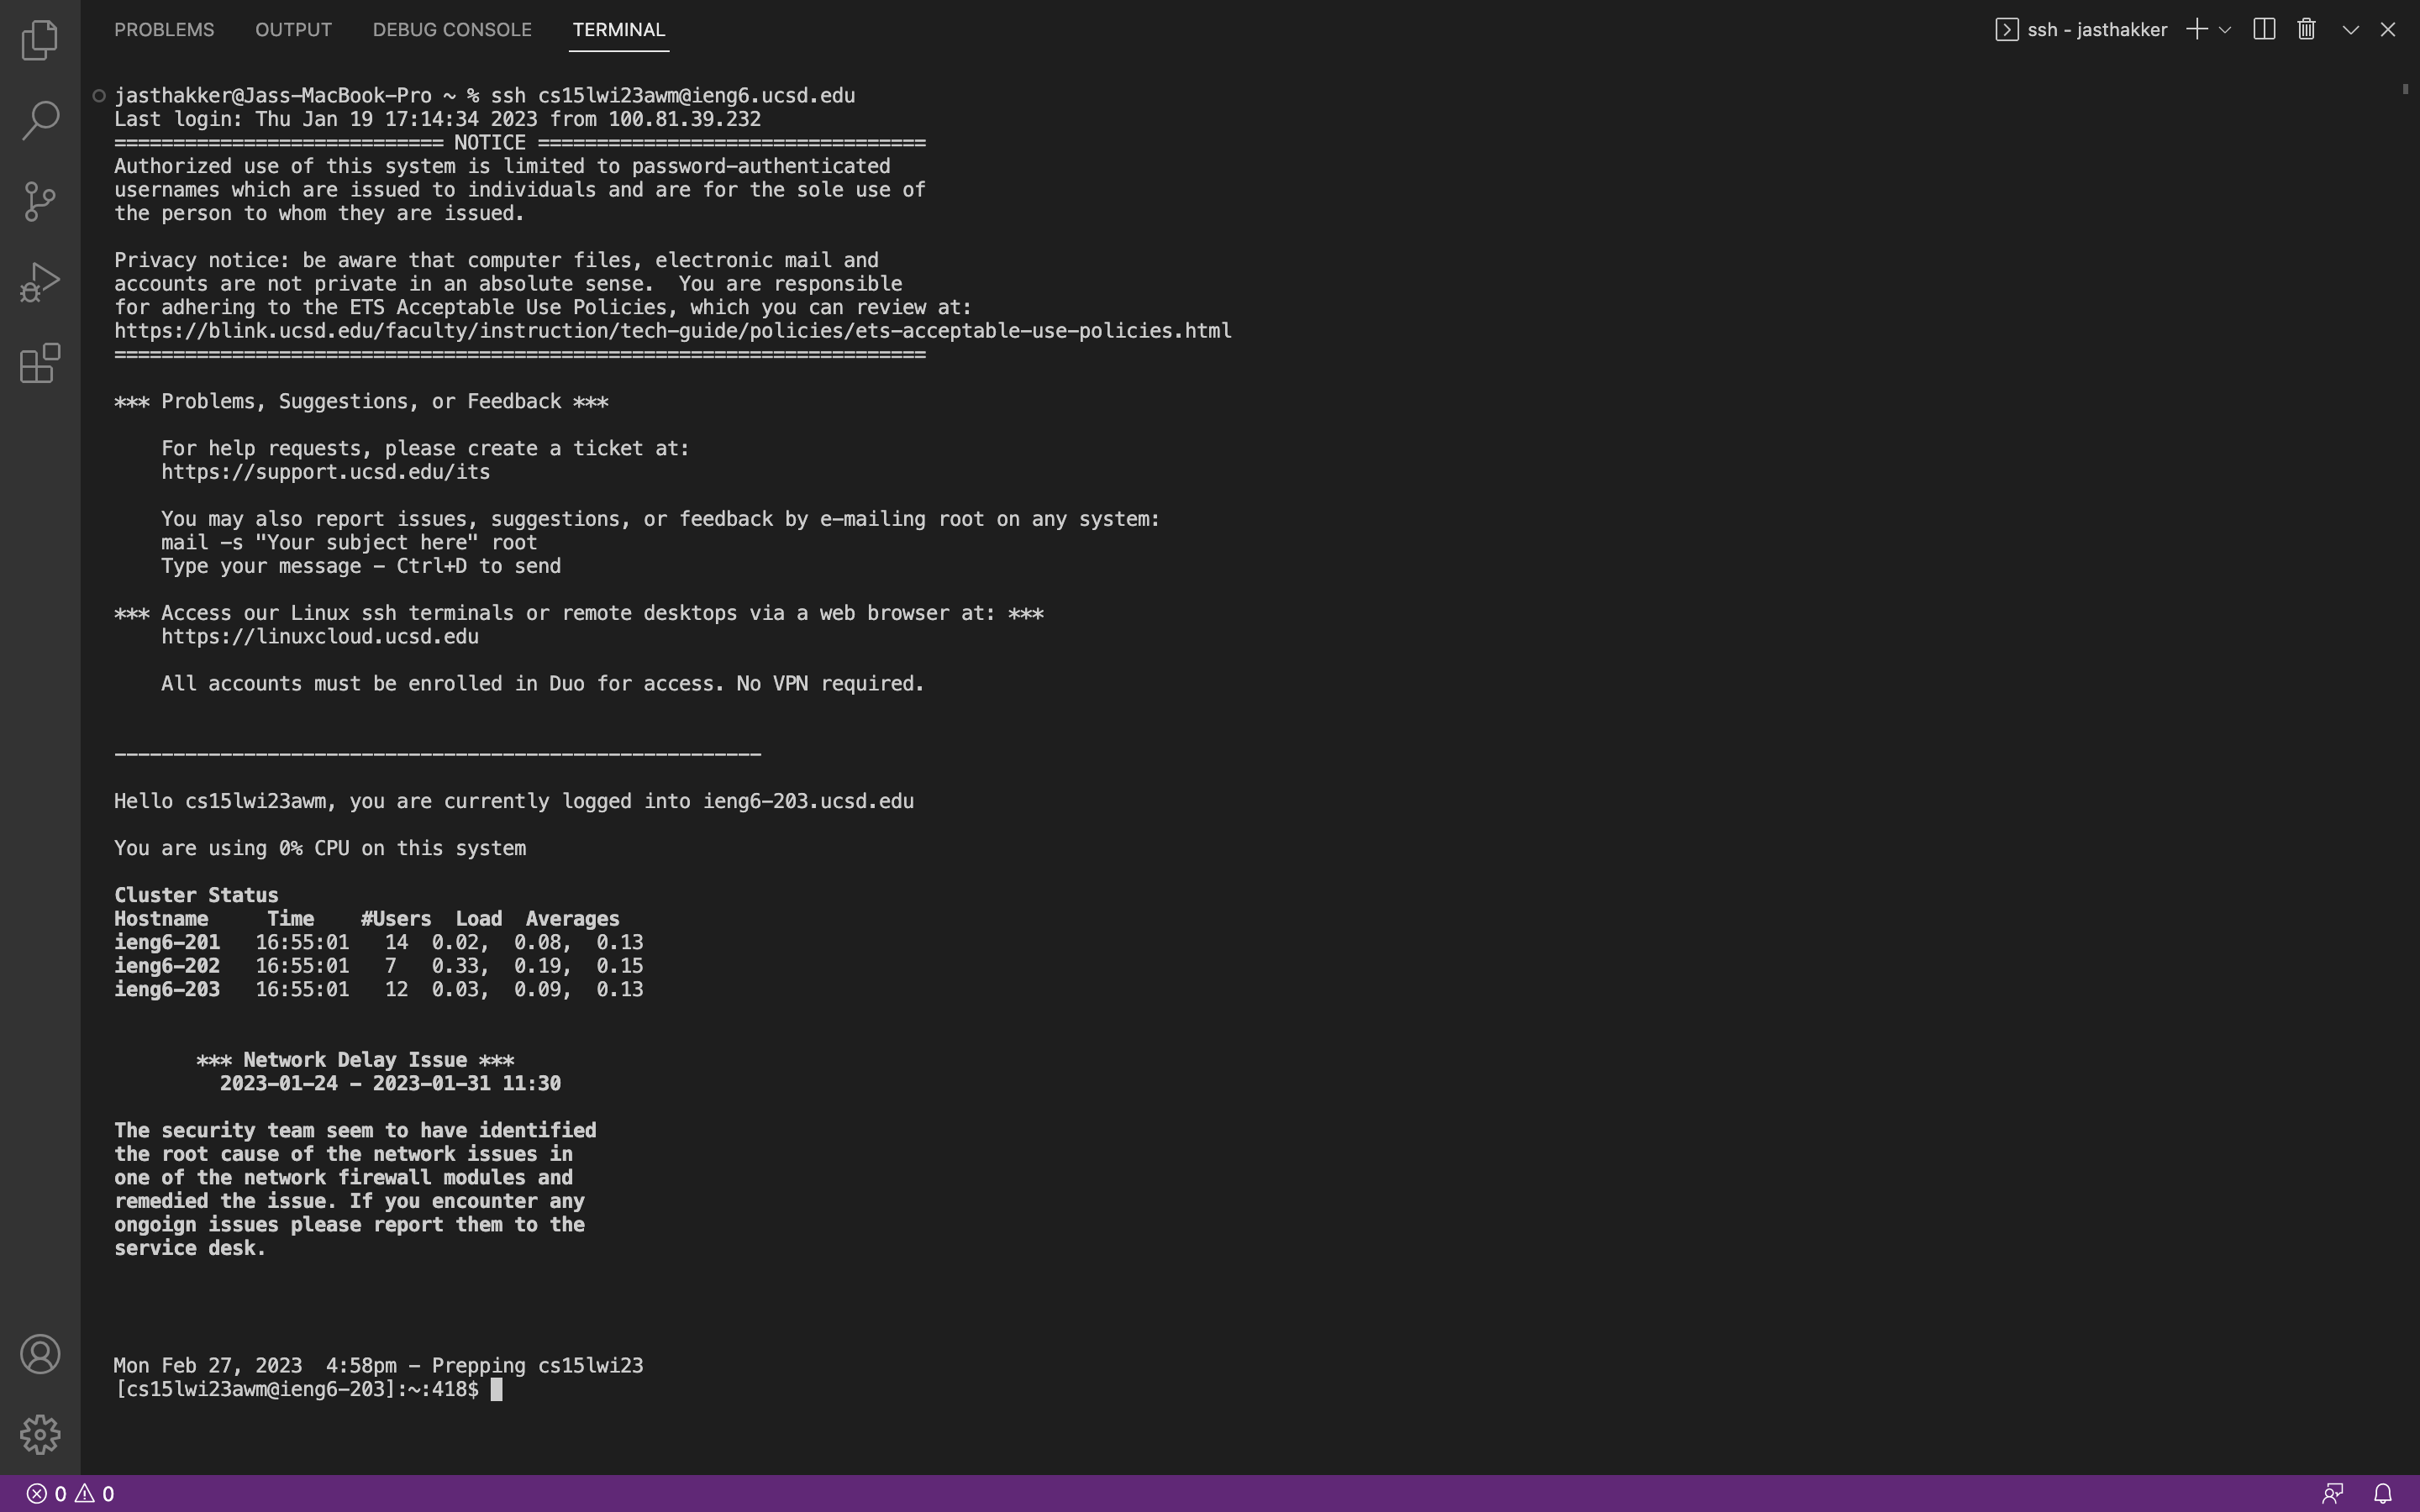 PROBLEMS OUTPUT DEBUG CONSOLE TERMINAL ssh - jasthakker
jasthakker@Jass-MacBook-Pro ~ % ssh cs15lwi23awm@ieng6.ucsd.edu
Last login: Thu Jan 19 17:14:34 2023 from 100.81.39.232
============================ NOTICE =================================
Authorized use of this system is limited to password-authenticated
usernames which are issued to individuals and are for the sole use of
the person to whom they are issued.

Privacy notice: be aware that computer files, electronic mail and
accounts are not private in an absolute sense.  You are responsible
for adhering to the ETS Acceptable Use Policies, which you can review at:
https://blink.ucsd.edu/faculty/instruction/tech-guide/policies/ets-acceptable-use-policies.html
=====================================================================

*** Problems, Suggestions, or Feedback ***

    For help requests, please create a ticket at:
    https://support.ucsd.edu/its

    You may also report issues, suggestions, or feedback by e-mailing root on any system:
    mail -s "Your subject here" root
    Type your message - Ctrl+D to send

*** Access our Linux ssh terminals or remote desktops via a web browser at: ***
    https://linuxcloud.ucsd.edu

    All accounts must be enrolled in Duo for access. No VPN required.

-------------------------------------------------------

Hello cs15lwi23awm, you are currently logged into ieng6-203.ucsd.edu

You are using 0% CPU on this system

Cluster Status
Hostname     Time    #Users  Load  Averages
ieng6-201   16:55:01   14  0.02,  0.08,  0.13
ieng6-202   16:55:01   7   0.33,  0.19,  0.15
ieng6-203   16:55:01   12  0.03,  0.09,  0.13

       *** Network Delay Issue ***
         2023-01-24 - 2023-01-31 11:30

The security team seem to have identified
the root cause of the network issues in
one of the network firewall modules and
remedied the issue. If you encounter any
ongoign issues please report them to the
service desk.

Mon Feb 27, 2023  4:58pm - Prepping cs15lwi23
[cs15lwi23awm@ieng6-203]:~:418$
0 0